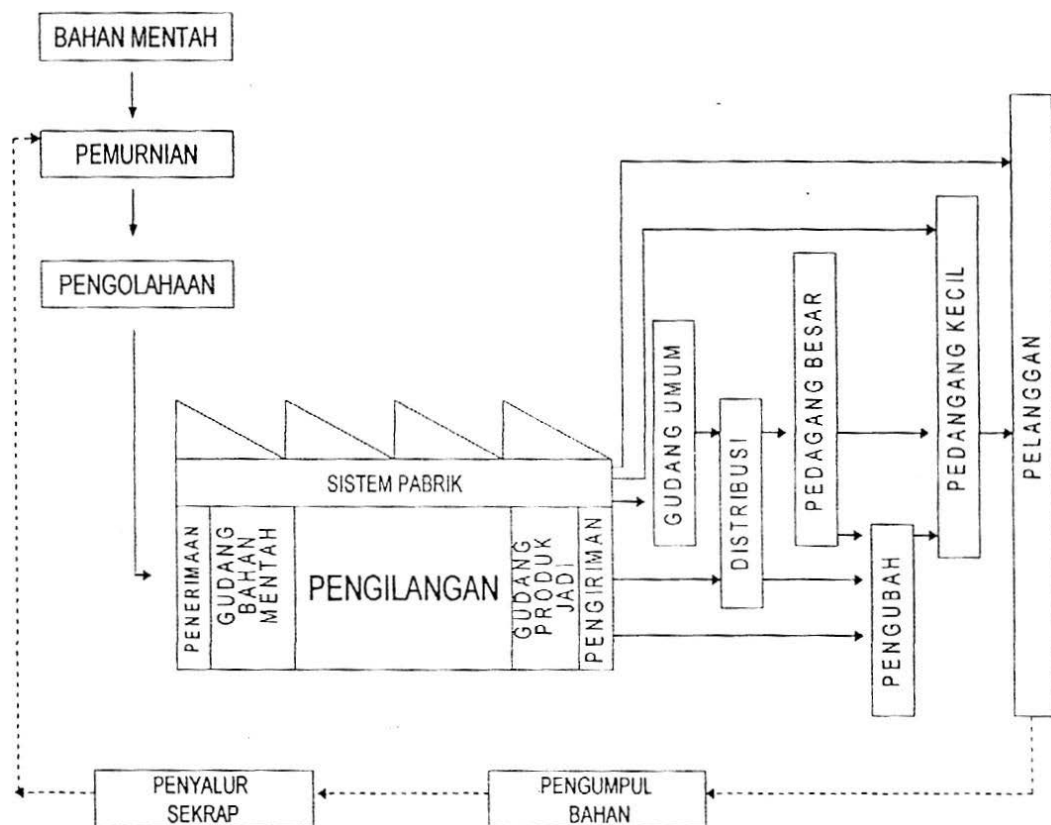 BAHAN MENTAH
PEMURNIAN
PENGOLAHAAN
SISTEM PABRIK
PENERIMAAN
GUDANG
BAHAN
MENTAH
PENGILANGAN
GUDANG
PRODUK
JADI
PENGIRIMAN
GUDANG UMUM
DISTRIBUSI
PEDAGANG BESAR
PENGUBAH
PEDANGANG KECIL
PELANGGAN
PENYALUR
SEKRAP
PENGUMPUL
BAHAN